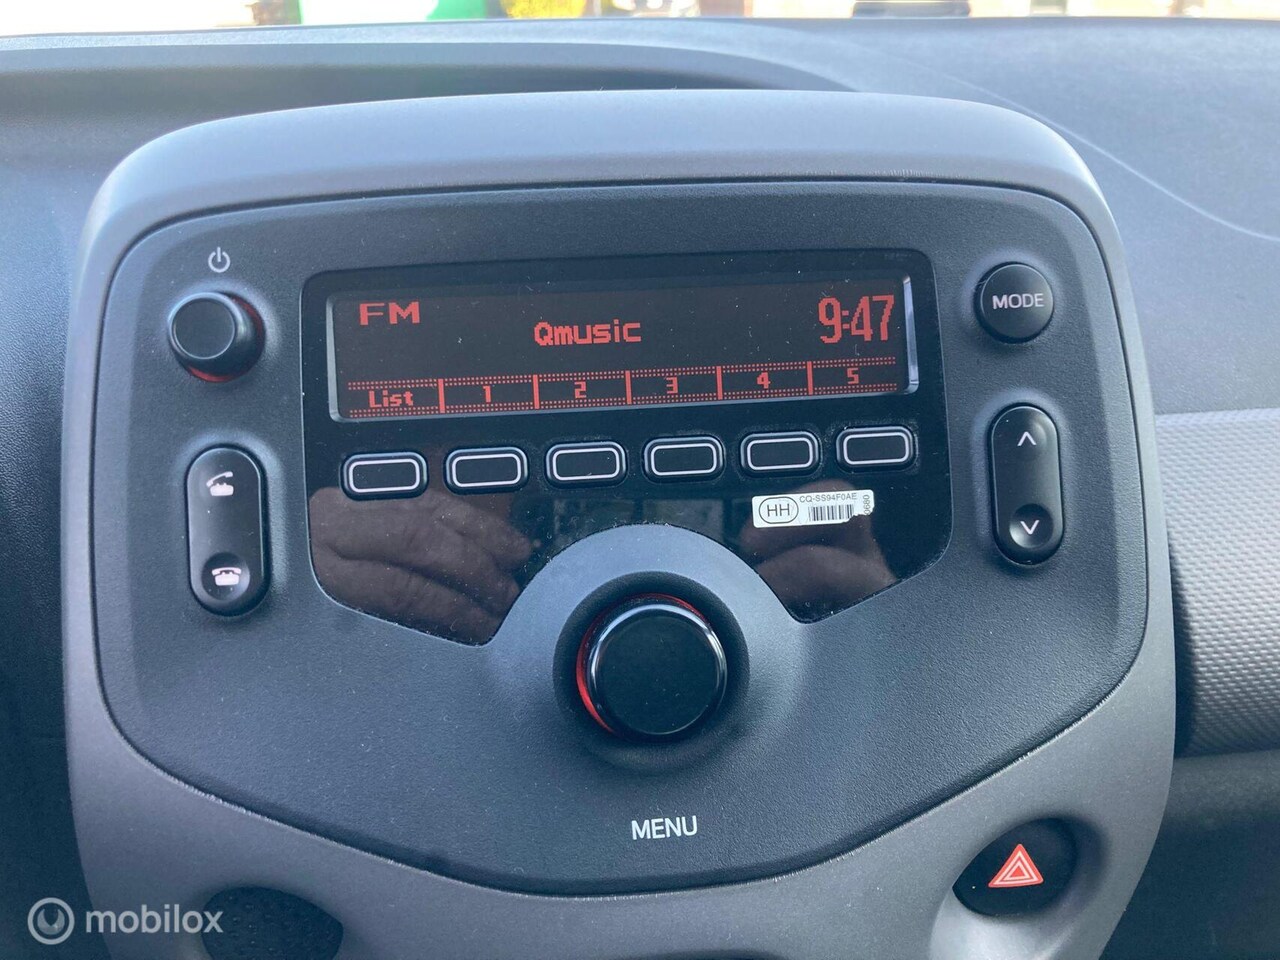 FM
Qmusic
9:47
List 1 2 3 4 5
MODE
HH
CQ-SS94F0AE
MENU
mobilox